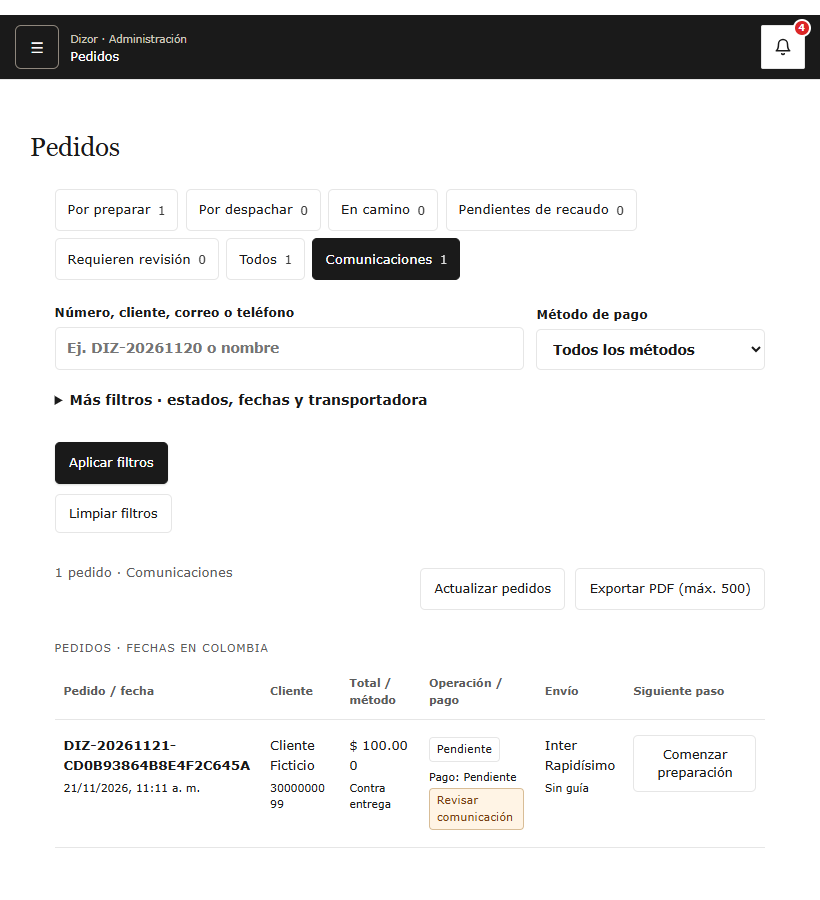 ☰
Dizor · Administración
Pedidos
4
Pedidos
Por preparar 1
Por despachar 0
En camino 0
Pendientes de recaudo 0
Requieren revisión 0
Todos 1
Comunicaciones 1
Número, cliente, correo o teléfono
Ej. DIZ-20261120 o nombre
Método de pago
Todos los métodos
▶ Más filtros · estados, fechas y transportadora
Aplicar filtros
Limpiar filtros
1 pedido · Comunicaciones
Actualizar pedidos
Exportar PDF (máx. 500)
PEDIDOS · FECHAS EN COLOMBIA
Pedido / fecha
Cliente
Total /
método
Operación /
pago
Envío
Siguiente paso
DIZ-20261121-
CD0B93864B8E4F2C645A
21/11/2026, 11:11 a. m.
Cliente
Ficticio
30000000
99
$ 100.00
0
Contra
entrega
Pendiente
Pago: Pendiente
Revisar
comunicación
Inter
Rapidísimo
Sin guía
Comenzar
preparación